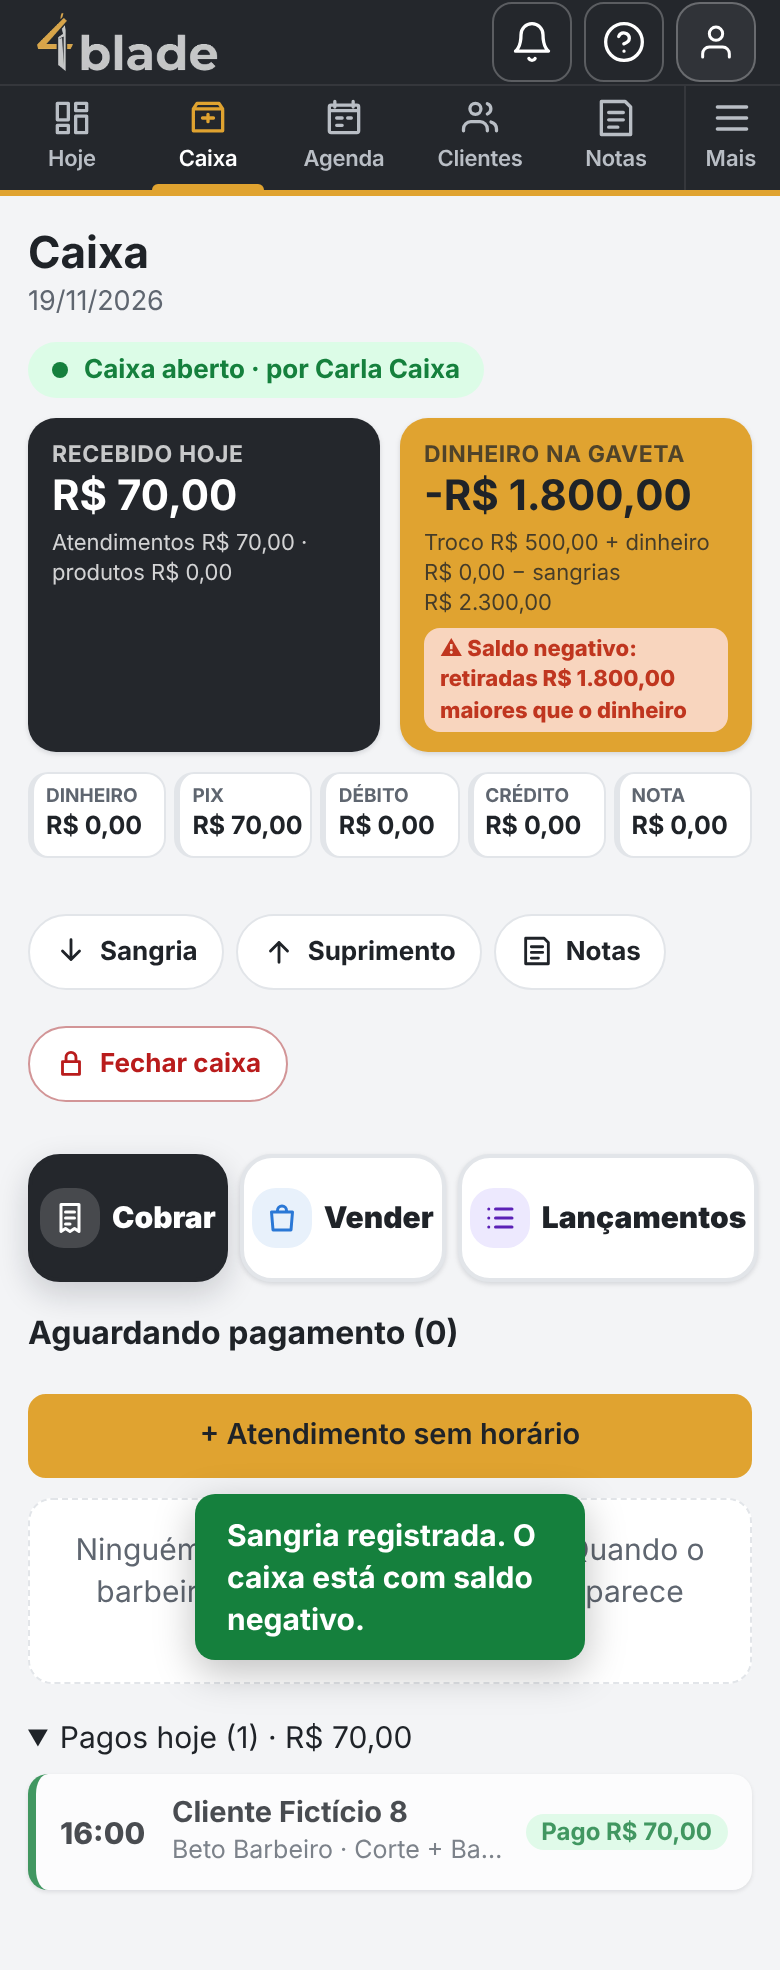 4blade
Hoje
Caixa
Agenda
Clientes
Notas
Mais
Caixa
19/11/2026
Caixa aberto · por Carla Caixa
RECEBIDO HOJE
R$ 70,00
Atendimentos R$ 70,00 ·
produtos R$ 0,00
DINHEIRO NA GAVETA
-R$ 1.800,00
Troco R$ 500,00 + dinheiro
R$ 0,00 − sangrias
R$ 2.300,00
⚠ Saldo negativo:
retiradas R$ 1.800,00
maiores que o dinheiro
DINHEIRO
R$ 0,00
PIX
R$ 70,00
DÉBITO
R$ 0,00
CRÉDITO
R$ 0,00
NOTA
R$ 0,00
Sangria
Suprimento
Notas
Fechar caixa
Cobrar
Vender
Lançamentos
Aguardando pagamento (0)
+ Atendimento sem horário
Ninguém o
Sangria registrada. O
caixa está com saldo
negativo.
▼ Pagos hoje (1) · R$ 70,00
16:00
Cliente Fictício 8
Beto Barbeiro · Corte + Ba...
Pago R$ 70,00